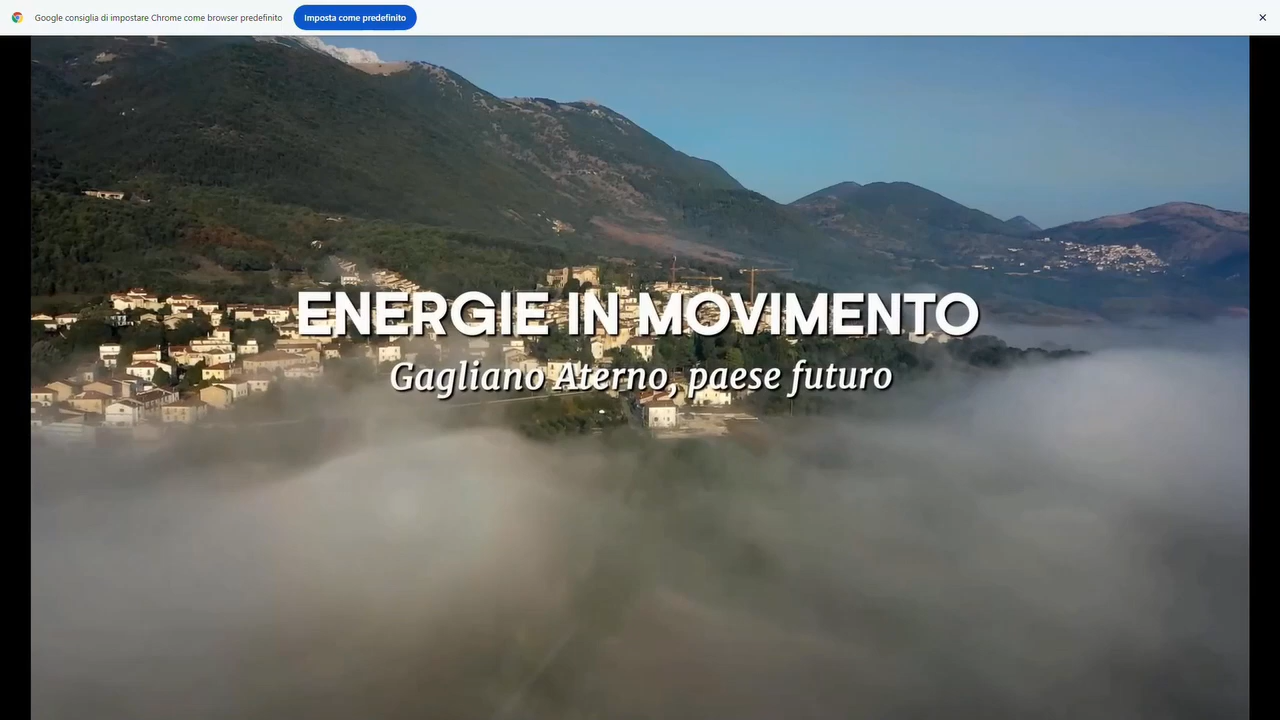 Google consiglia di impostare Chrome come browser predefinito
Imposta come predefinito
ENERGIE IN MOVIMENTO
Gagliano Aterno, paese futuro